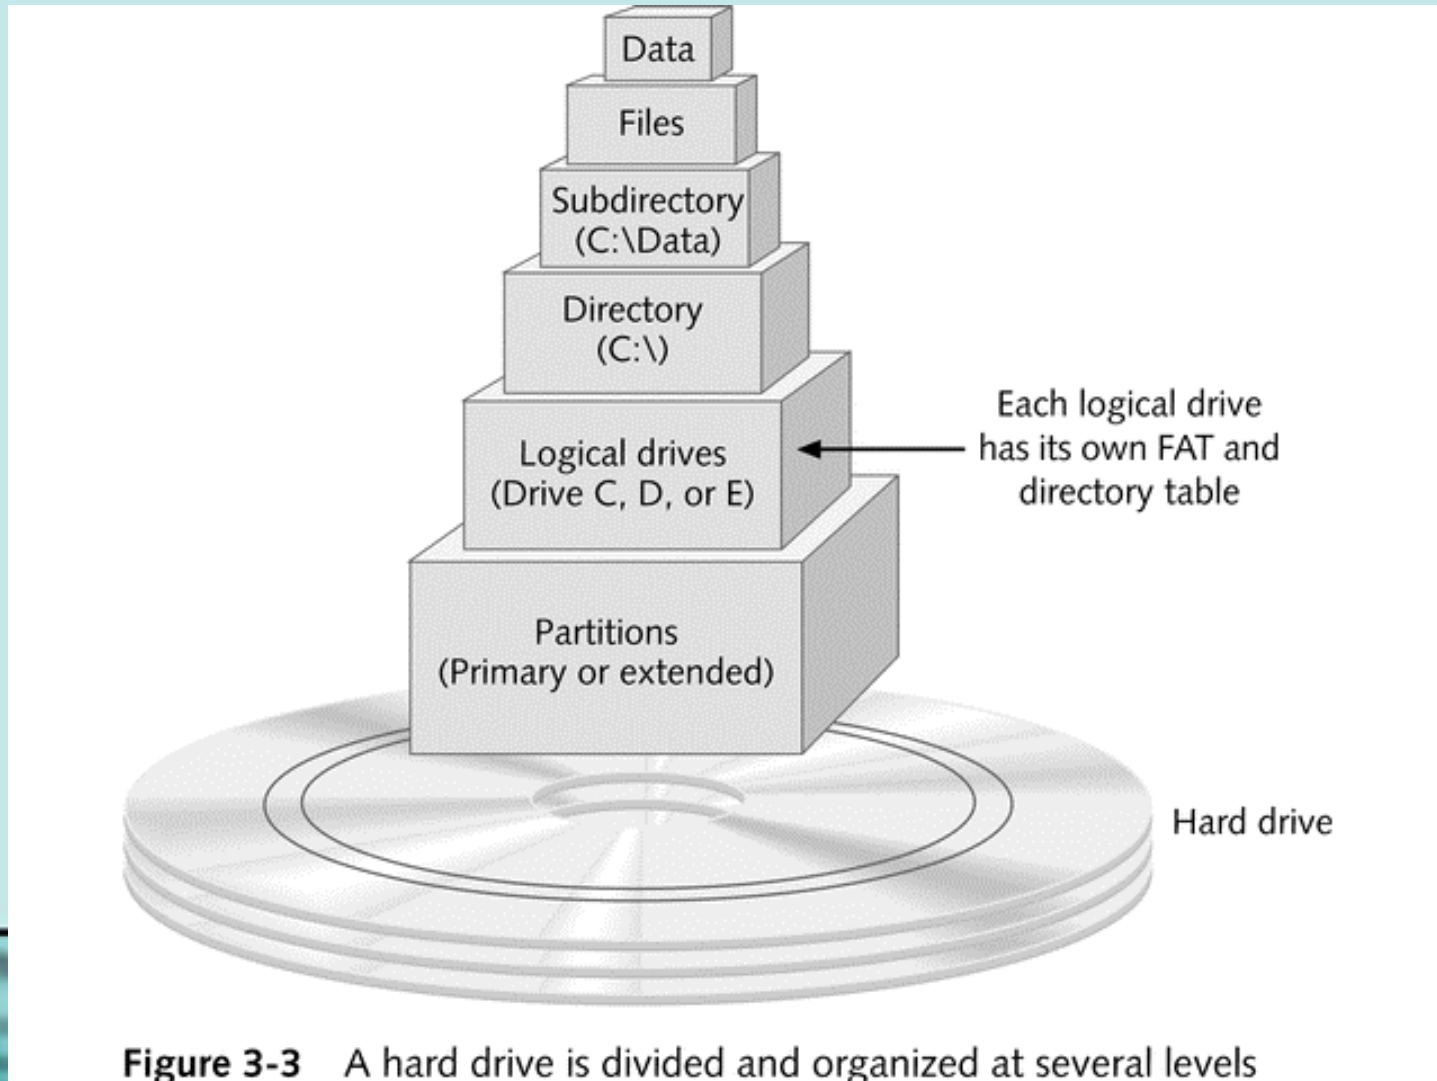 Data
Files
Subdirectory
(C:\Data)
Directory
(C:\)
Logical drives
(Drive C, D, or E)
Each logical drive
has its own FAT and
directory table
Partitions
(Primary or extended)
Hard drive
Figure 3-3 A hard drive is divided and organized at several levels